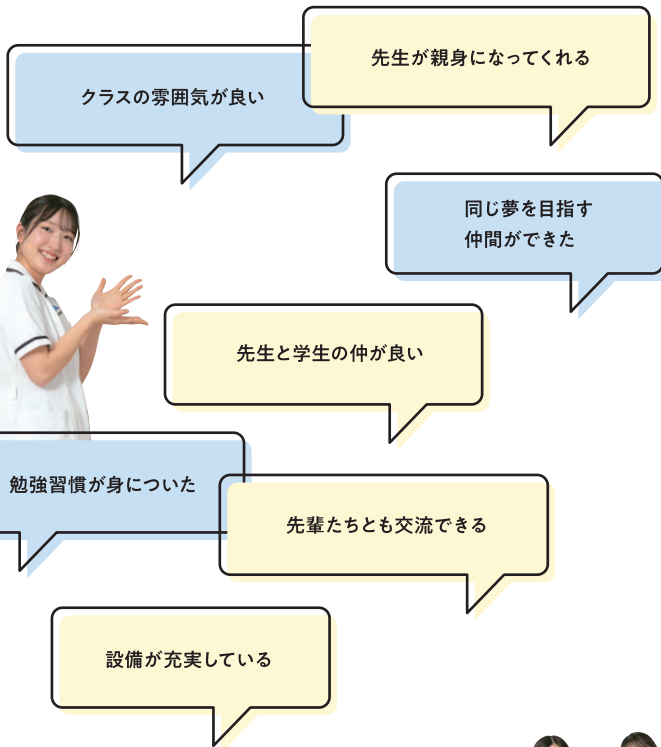 先生が親身になってくれる
クラスの雰囲気が良い
同じ夢を目指す
仲間ができた
先生と学生の仲が良い
勉強習慣が身についた
先輩たちとも交流できる
設備が充実している